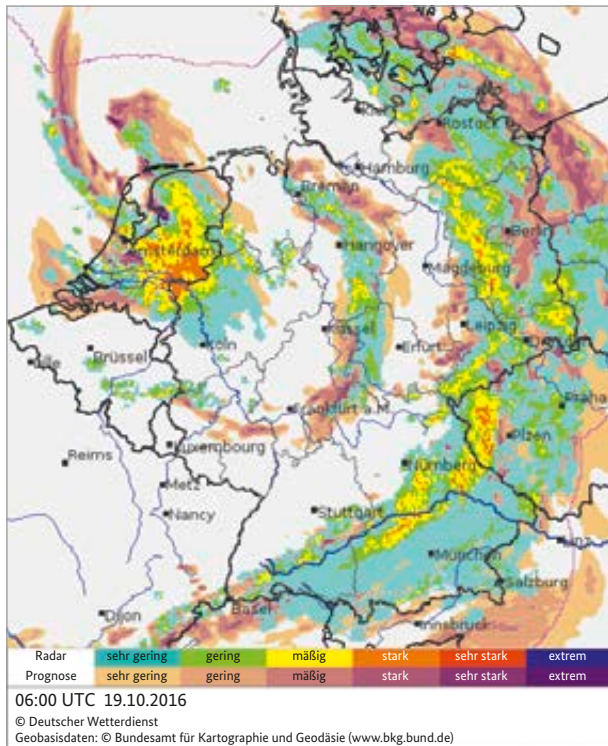 Kiel
Rostock
Hamburg
Bremen
Berlin
Amsterdam
Hannover
Magdeburg
Kassel
Leipzig
Köln
Erfurt
Dresden
Brüssel
Lille
Praha
Frankfurt a.M.
Plzen
Luxembourg
Nürnberg
Reims
Metz
Nancy
Stuttgart
Linz
München
Salzburg
Dijon
Basel
Innsbruck
Radar sehr gering gering mäßig stark sehr stark extrem
Prognose sehr gering gering mäßig stark sehr stark extrem
06:00 UTC 19.10.2016
© Deutscher Wetterdienst
Geobasisdaten: © Bundesamt für Kartographie und Geodäsie (www.bkg.bund.de)